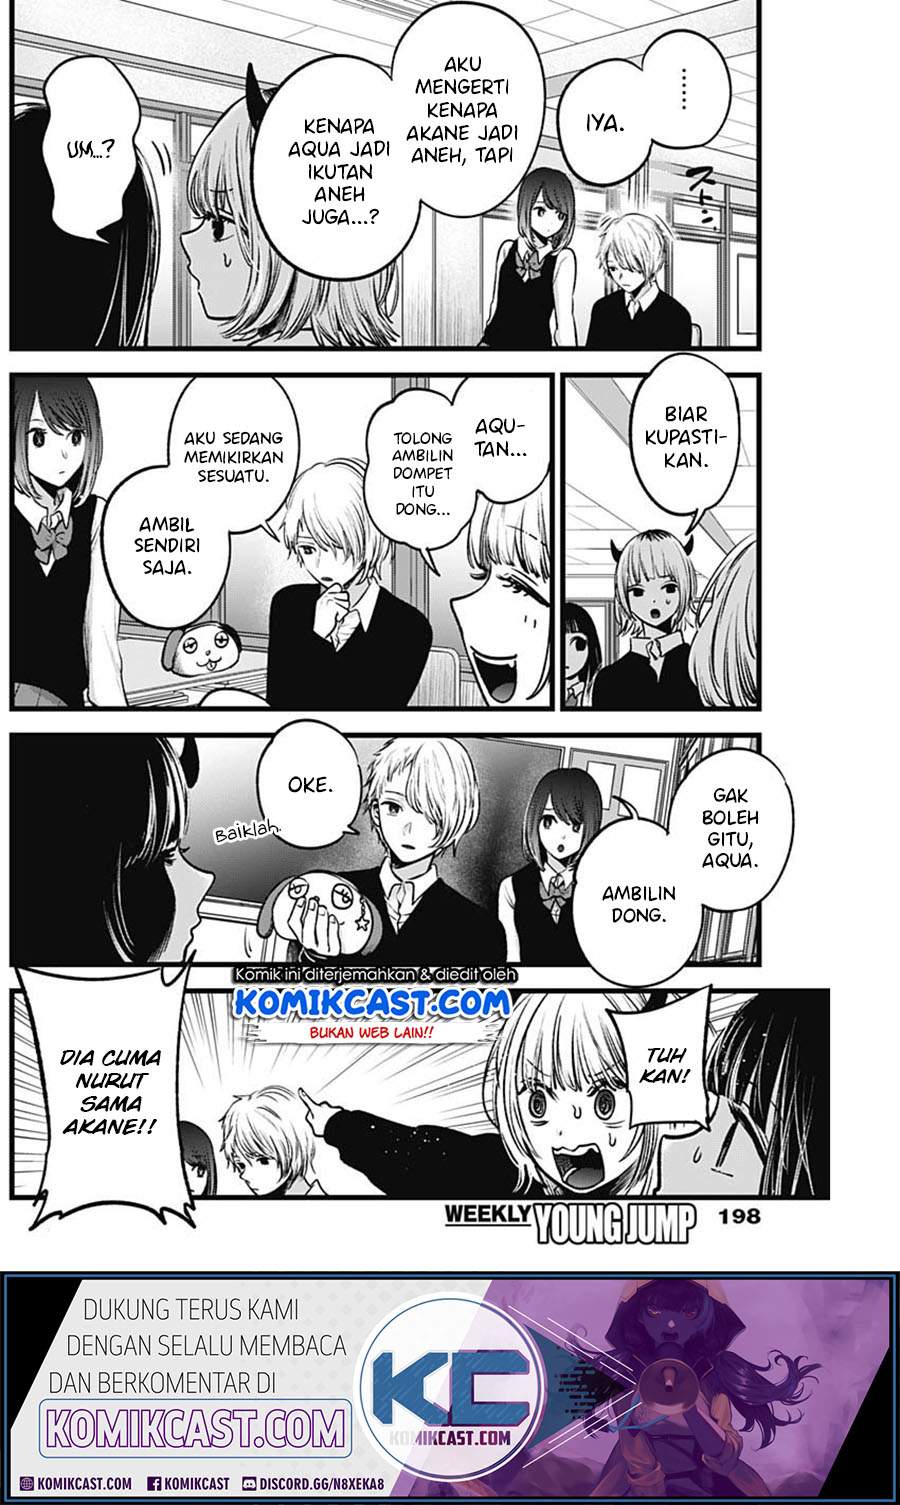 ......
IYA.
ストン
AKU
MENGERTI
KENAPA
AKANE JADI
ANEH, TAPI
KENAPA
AQUA JADI
IKUTAN
ANEH
JUGA...?
UM...?
BIAR
KUPASTI-
KAN.
AQU-
TAN...
TOLONG
AMBILIN
DOMPET
ITU
DONG...
AKU SEDANG
MEMIKIRKAN
SESUATU.
AMBIL
SENDIRI
SAJA.
GAK
BOLEH
GITU,
AQUA.
AMBILIN
DONG.
OKE.
Baiklah.
Komik ini diterjemahkan & diedit oleh
KOMIKCAST.COM
BUKAN WEB LAIN!!
TUH
KAN!
DIA CUMA
NURUT
SAMA
AKANE!!
WEEKLY YOUNG JUMP 198
DUKUNG TERUS KAMI
DENGAN SELALU MEMBACA
DAN BERKOMENTAR DI
KOMIKCAST.COM
KC
KOMIKCAST.COM
KOMIKCAST.COM KOMIKCAST DISCORD.GG/N8XEKA8